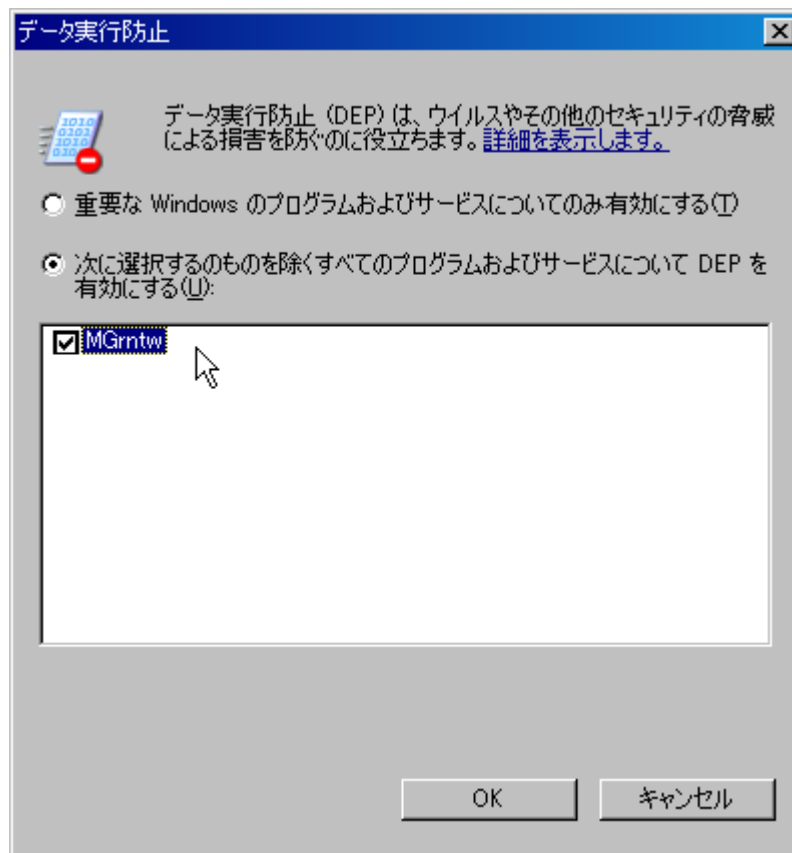 データ実行防止
データ実行防止 (DEP) は、ウイルスやその他のセキュリティの脅威
による損害を防ぐのに役立ちます。詳細を表示します。
重要な Windows のプログラムおよびサービスについてのみ有効にする(T)
次に選択するのものを除くすべてのプログラムおよびサービスについて DEP を
有効にする(U):
MGrntw
OK キャンセル